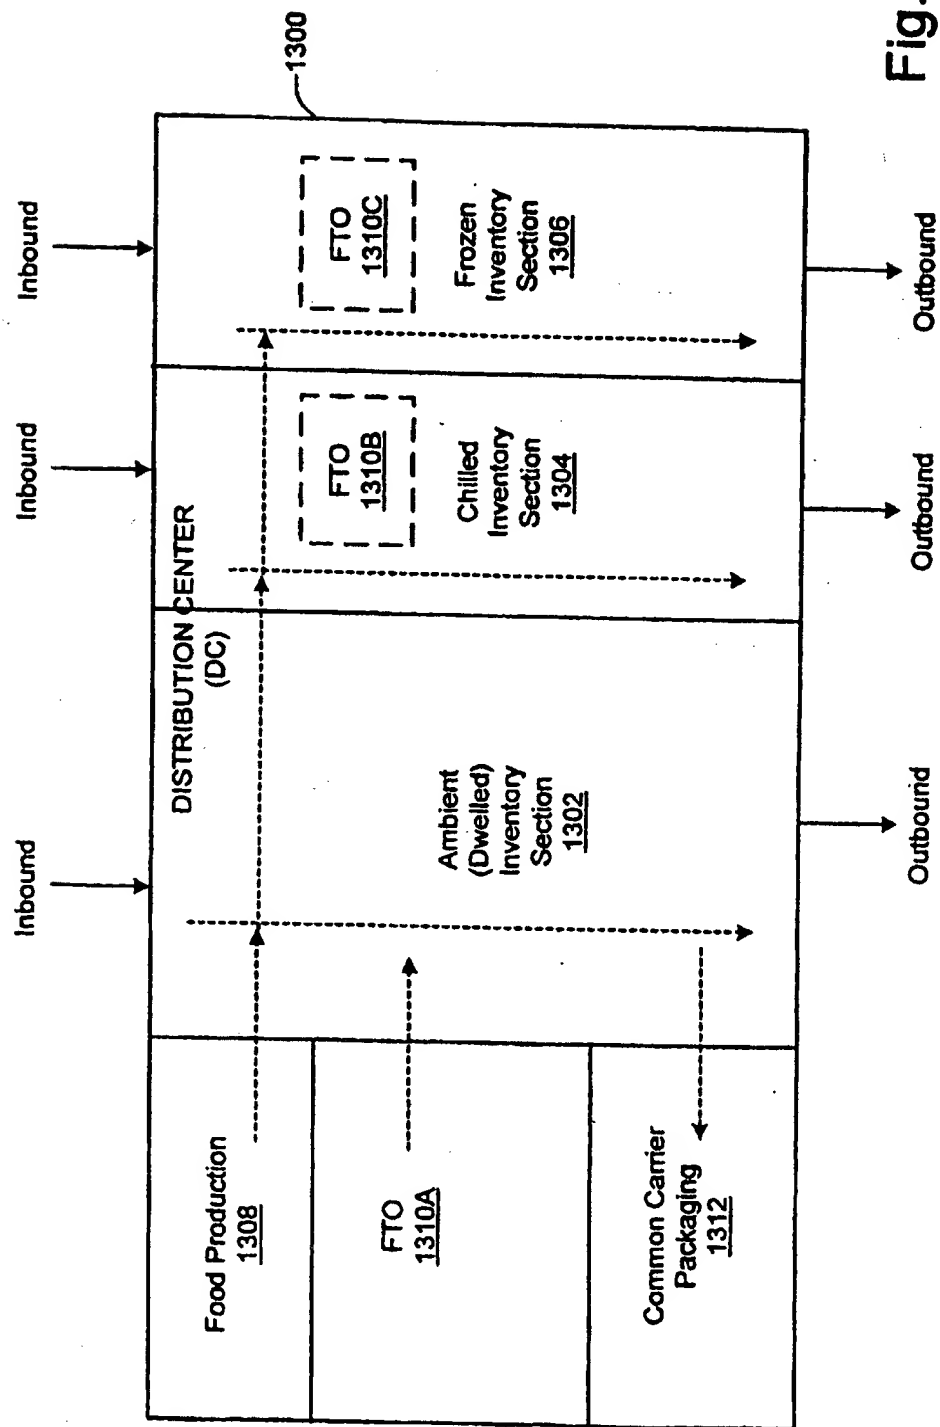 Inbound
Inbound
Inbound
1300
DISTRIBUTION CENTER
(DC)
Food Production
1308
FTO
1310A
Common Carrier
Packaging
1312
Ambient
(Dwelled)
Inventory
Section
1302
FTO
1310B
Chilled
Inventory
Section
1304
FTO
1310C
Frozen
Inventory
Section
1306
Outbound
Outbound
Outbound
Fig.